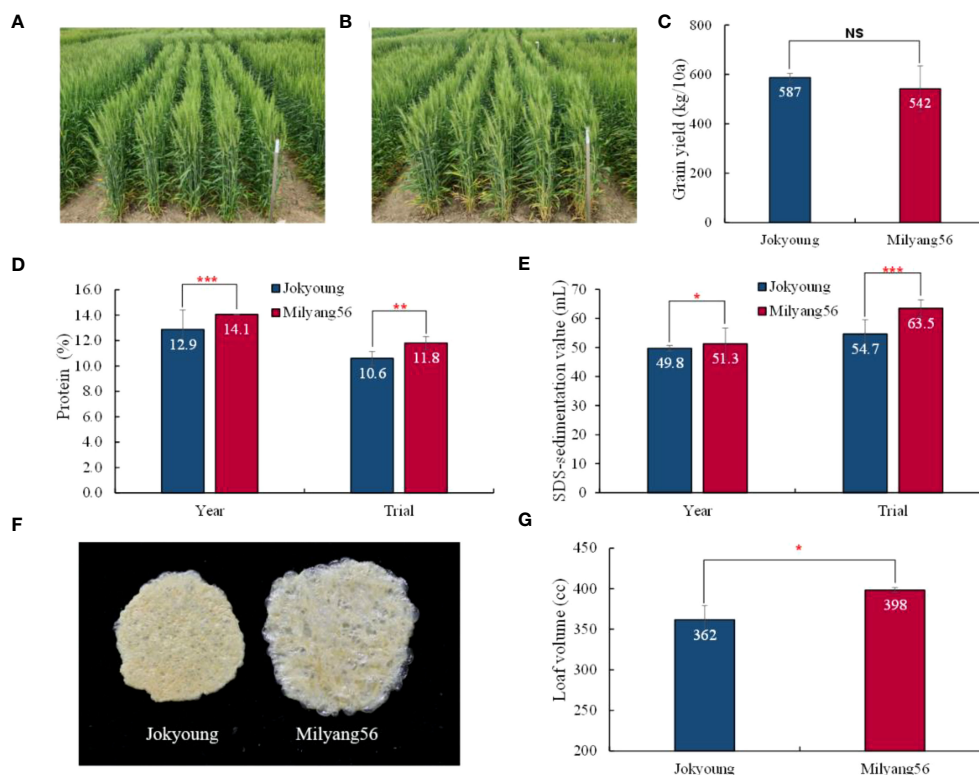 A
B
C
Grain yield (kg/10a)
800
600
400
200
0
NS
587
542
Jokyoung
Milyang56
D
Protein (%)
16.0
14.0
12.0
10.0
8.0
6.0
4.0
2.0
0.0
***
**
Jokyoung
Milyang56
12.9
14.1
10.6
11.8
Year
Trial
E
SDS-sedimentation value (mL)
70
60
50
40
30
20
10
0
Jokyoung
Milyang56
*
***
49.8
51.3
54.7
63.5
Year
Trial
F
Jokyoung
Milyang56
G
Loaf volume (cc)
450
400
350
300
250
200
*
362
398
Jokyoung
Milyang56